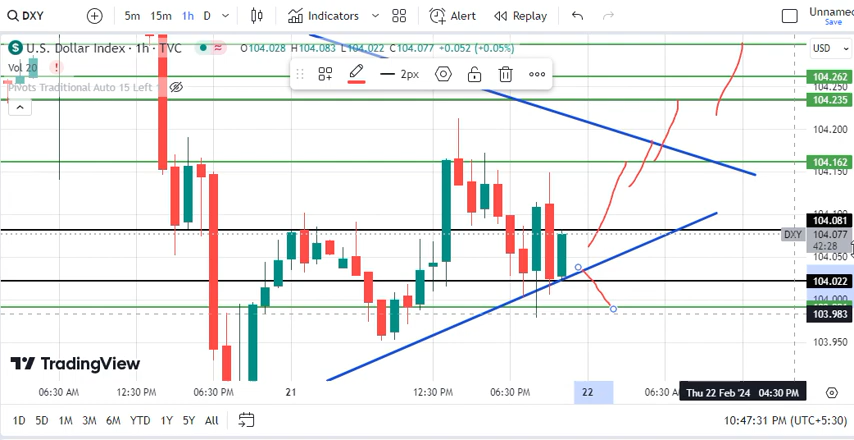 DXY 5m 15m 1h D Indicators Alert Replay Unnamed
Save
U.S. Dollar Index · 1h · TVC O104.028 H104.083 L104.022 C104.077 +0.052 (+0.05%)
USD
Vol 20 !
2px
Pivots Traditional Auto 15 Left
104.262
104.250
104.235
104.200
104.162
104.150
104.100
104.081
DXY 104.077
42:28
104.050
104.022
104.000
103.983
103.950
TradingView
06:30 AM 12:30 PM 06:30 PM 21 12:30 PM 06:30 PM 22 06:30 Thu 22 Feb '24 04:30 PM
1D 5D 1M 3M 6M YTD 1Y 5Y All 10:47:31 PM (UTC+5:30)